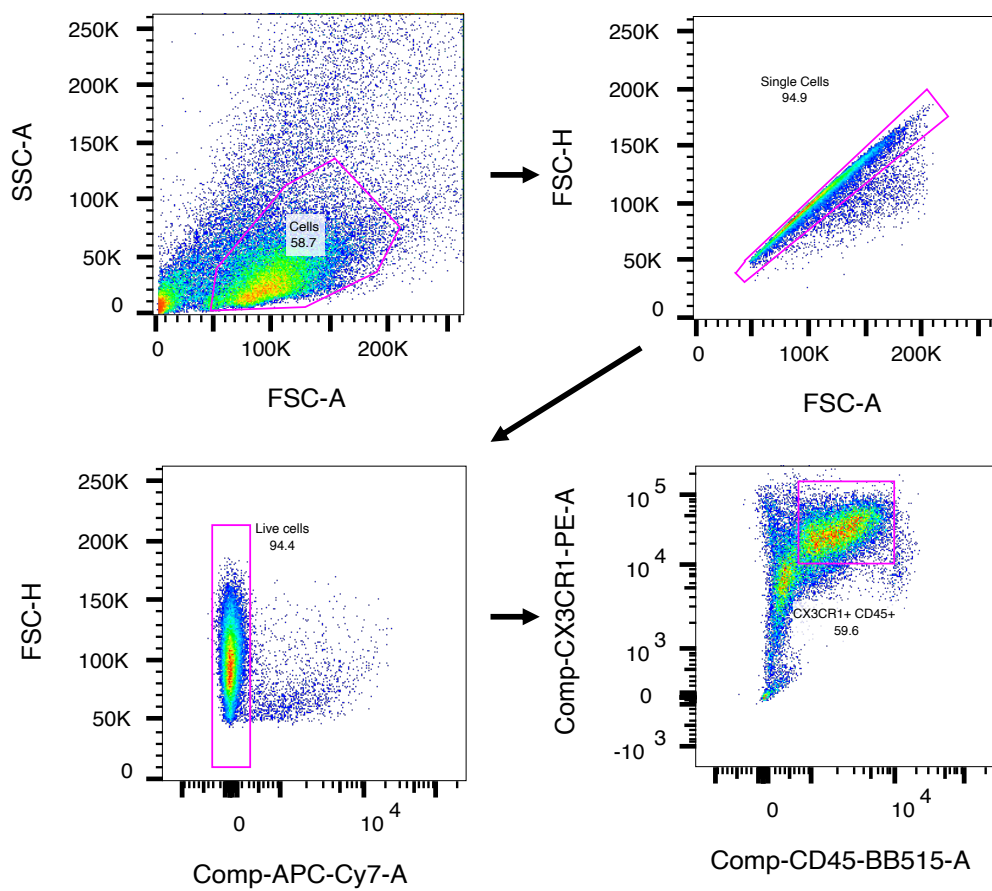 250K
200K
150K
100K
50K
0
SSC-A
Cells
58.7
0
100K
200K
FSC-A
250K
200K
150K
100K
50K
0
FSC-H
Single Cells
94.9
0
100K
200K
FSC-A
250K
200K
150K
100K
50K
0
FSC-H
Live cells
94.4
0
10 4
Comp-APC-Cy7-A
10 5
10 4
10 3
0
-10 3
Comp-CX3CR1-PE-A
CX3CR1+ CD45+
59.6
0
10 4
Comp-CD45-BB515-A